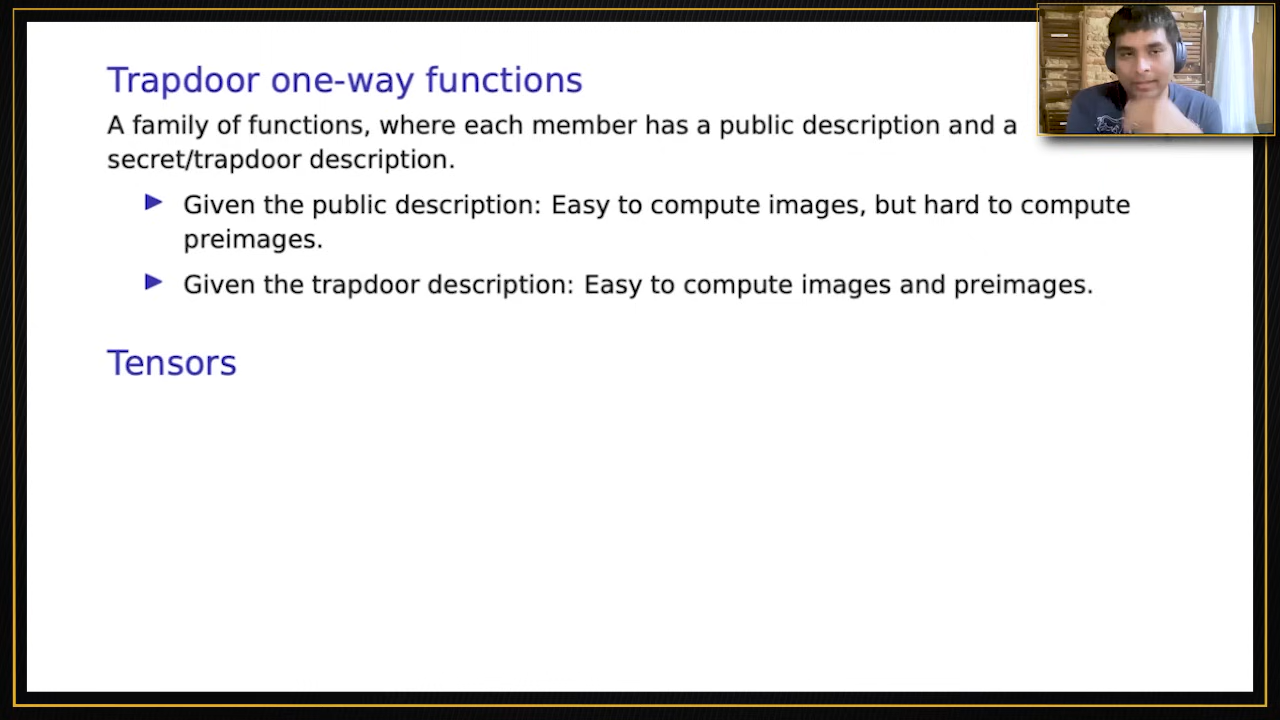 Trapdoor one-way functions
A family of functions, where each member has a public description and a
secret/trapdoor description.
Given the public description: Easy to compute images, but hard to compute
preimages.
Given the trapdoor description: Easy to compute images and preimages.
Tensors